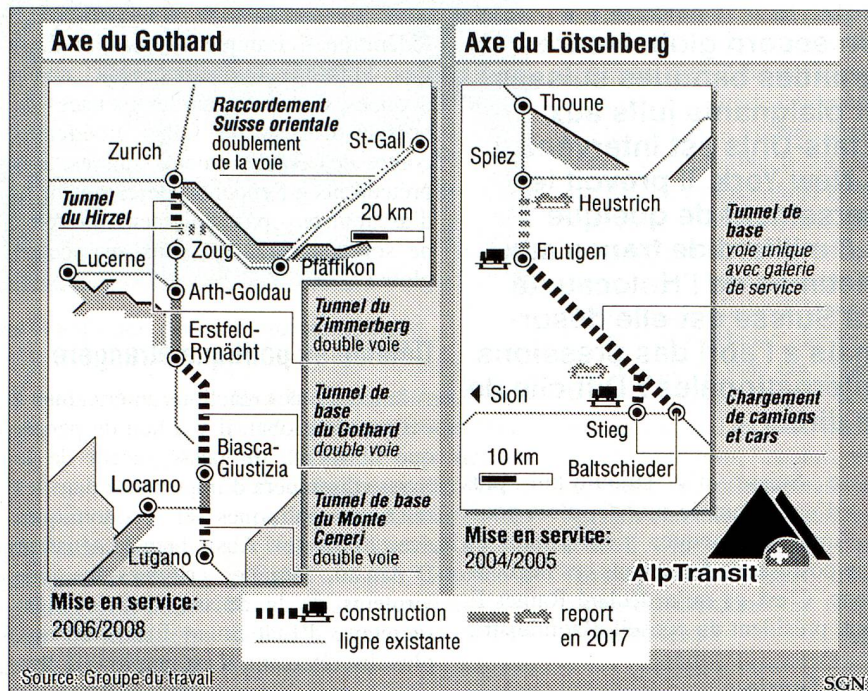 Axe du Gothard
Raccordement
Suisse orientale
doublement
de la voie
St-Gall
Zurich
Tunnel
du Hirzel
20 km
Zoug
Lucerne
Pfäffikon
Arth-Goldau
Tunnel du
Zimmerberg
double voie
Erstfeld-
Rynächt
Tunnel de
base
du Gothard
double voie
Biasca-
Giustizia
Locarno
Tunnel de base
du Monte
Ceneri
double voie
Lugano
Mise en service:
2006/2008
Axe du Lötschberg
Thoune
Spiez
Heustrich
Tunnel de
base
voie unique
avec galerie
de service
Frutigen
Sion
Stieg
Chargement
de camions
et cars
10 km
Baltschieder
Mise en service:
2004/2005
AlpTransit
construction
ligne existante
report
en 2017
Source: Groupe du travail
SGN